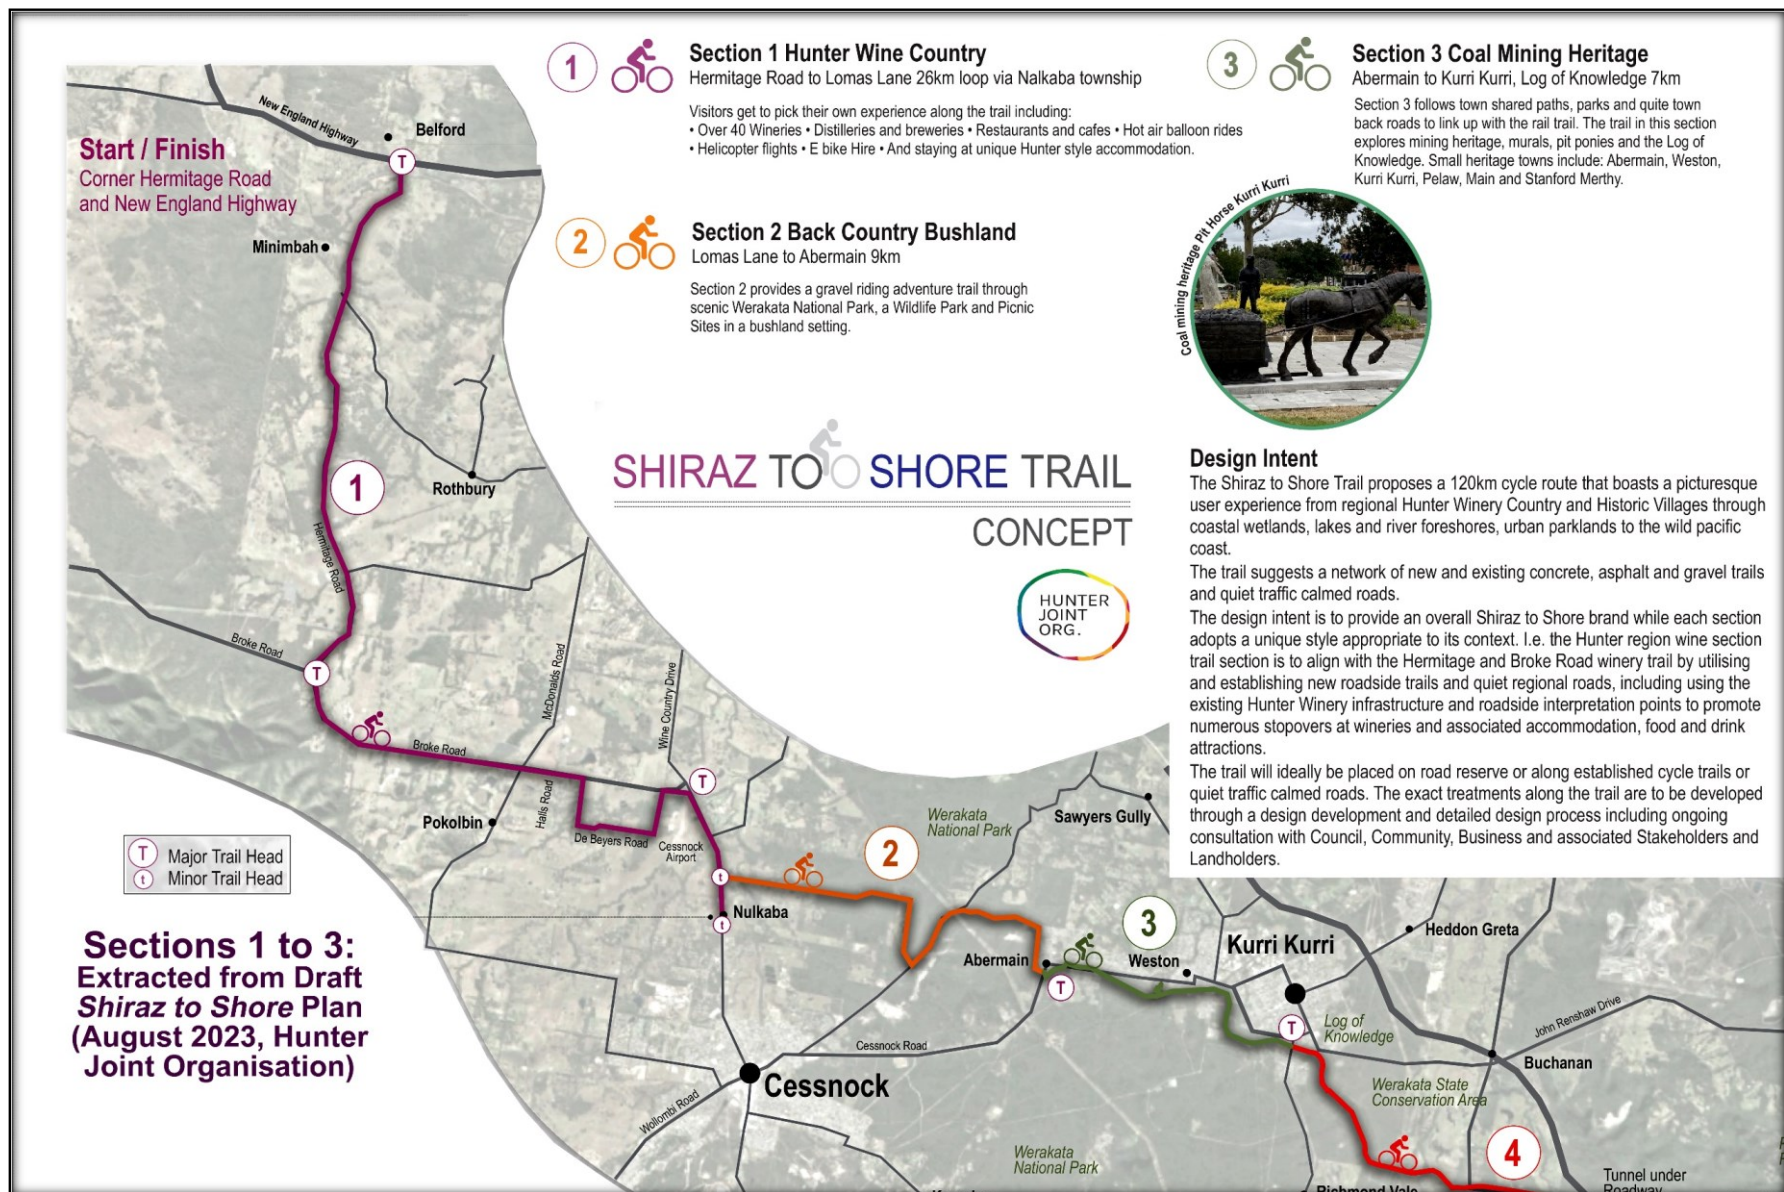 1
Section 1 Hunter Wine Country
Hermitage Road to Lomas Lane 26km loop via Nalkaba township
Visitors get to pick their own experience along the trail including:
• Over 40 Wineries • Distilleries and breweries • Restaurants and cafes • Hot air balloon rides
• Helicopter flights • E bike Hire • And staying at unique Hunter style accommodation.
2
Section 2 Back Country Bushland
Lomas Lane to Abermain 9km
Section 2 provides a gravel riding adventure trail through
scenic Werakata National Park, a Wildlife Park and Picnic
Sites in a bushland setting.
3
Section 3 Coal Mining Heritage
Abermain to Kurri Kurri, Log of Knowledge 7km
Section 3 follows town shared paths, parks and quite town
back roads to link up with the rail trail. The trail in this section
explores mining heritage, murals, pit ponies and the Log of
Knowledge. Small heritage towns include: Abermain, Weston,
Kurri Kurri, Pelaw, Main and Stanford Merthy.
Coal mining heritage Pit Horse Kurri Kurri
SHIRAZ TO SHORE TRAIL
CONCEPT
HUNTER
JOINT
ORG.
Design Intent
The Shiraz to Shore Trail proposes a 120km cycle route that boasts a picturesque
user experience from regional Hunter Winery Country and Historic Villages through
coastal wetlands, lakes and river foreshores, urban parklands to the wild pacific
coast.
The trail suggests a network of new and existing concrete, asphalt and gravel trails
and quiet traffic calmed roads.
The design intent is to provide an overall Shiraz to Shore brand while each section
adopts a unique style appropriate to its context. I.e. the Hunter region wine section
trail section is to align with the Hermitage and Broke Road winery trail by utilising
and establishing new roadside trails and quiet regional roads, including using the
existing Hunter Winery infrastructure and roadside interpretation points to promote
numerous stopovers at wineries and associated accommodation, food and drink
attractions.
The trail will ideally be placed on road reserve or along established cycle trails or
quiet traffic calmed roads. The exact treatments along the trail are to be developed
through a design development and detailed design process including ongoing
consultation with Council, Community, Business and associated Stakeholders and
Landholders.
New England Highway
Belford
T
Start / Finish
Corner Hermitage Road
and New England Highway
Minimbah
1
Rothbury
Hermitage Road
Broke Road
T
McDonalds Road
Wine Country Drive
Broke Road
T
Halls Road
Pokolbin
De Beyers Road
Cessnock
Airport
Werakata
National Park
Sawyers Gully
2
t
Nulkaba
t
T Major Trail Head
t Minor Trail Head
Sections 1 to 3:
Extracted from Draft
Shiraz to Shore Plan
(August 2023, Hunter
Joint Organisation)
3
Abermain
T
Weston
Kurri Kurri
Heddon Greta
T
Log of
Knowledge
John Renshaw Drive
Buchanan
Cessnock Road
Cessnock
Wollombi Road
Werakata State
Conservation Area
Werakata
National Park
4
Tunnel under
Roadway
Richmond Vale